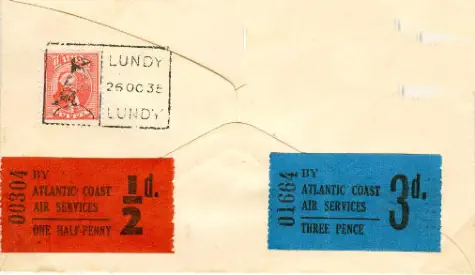 LUNDY
26 OC 35
LUNDY
00304
BY
ATLANTIC COAST
AIR SERVICES
ONE HALF-PENNY
1/2d.
01664
BY
ATLANTIC COAST
AIR SERVICES
THREE PENCE
3d.